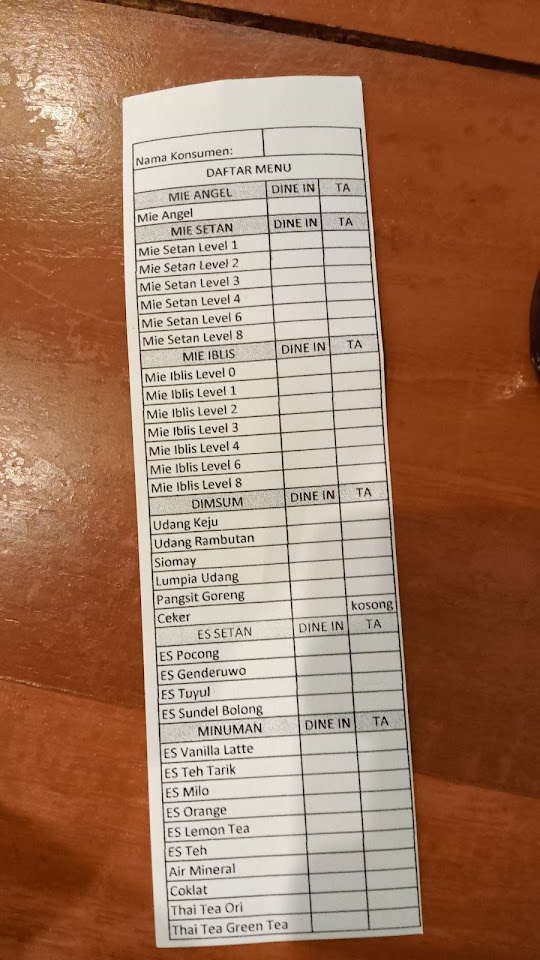 Nama Konsumen:
DAFTAR MENU
MIE ANGEL DINE IN TA
Mie Angel
MIE SETAN DINE IN TA
Mie Setan Level 1
Mie Setan Level 2
Mie Setan Level 3
Mie Setan Level 4
Mie Setan Level 6
Mie Setan Level 8
MIE IBLIS DINE IN TA
Mie Iblis Level 0
Mie Iblis Level 1
Mie Iblis Level 2
Mie Iblis Level 3
Mie Iblis Level 4
Mie Iblis Level 6
Mie Iblis Level 8
DIMSUM DINE IN TA
Udang Keju
Udang Rambutan
Siomay
Lumpia Udang
Pangsit Goreng
Ceker kosong
ES SETAN DINE IN TA
ES Pocong
ES Genderuwo
ES Tuyul
ES Sundel Bolong
MINUMAN DINE IN TA
ES Vanilla Latte
ES Teh Tarik
ES Milo
ES Orange
ES Lemon Tea
ES Teh
Air Mineral
Coklat
Thai Tea Ori
Thai Tea Green Tea